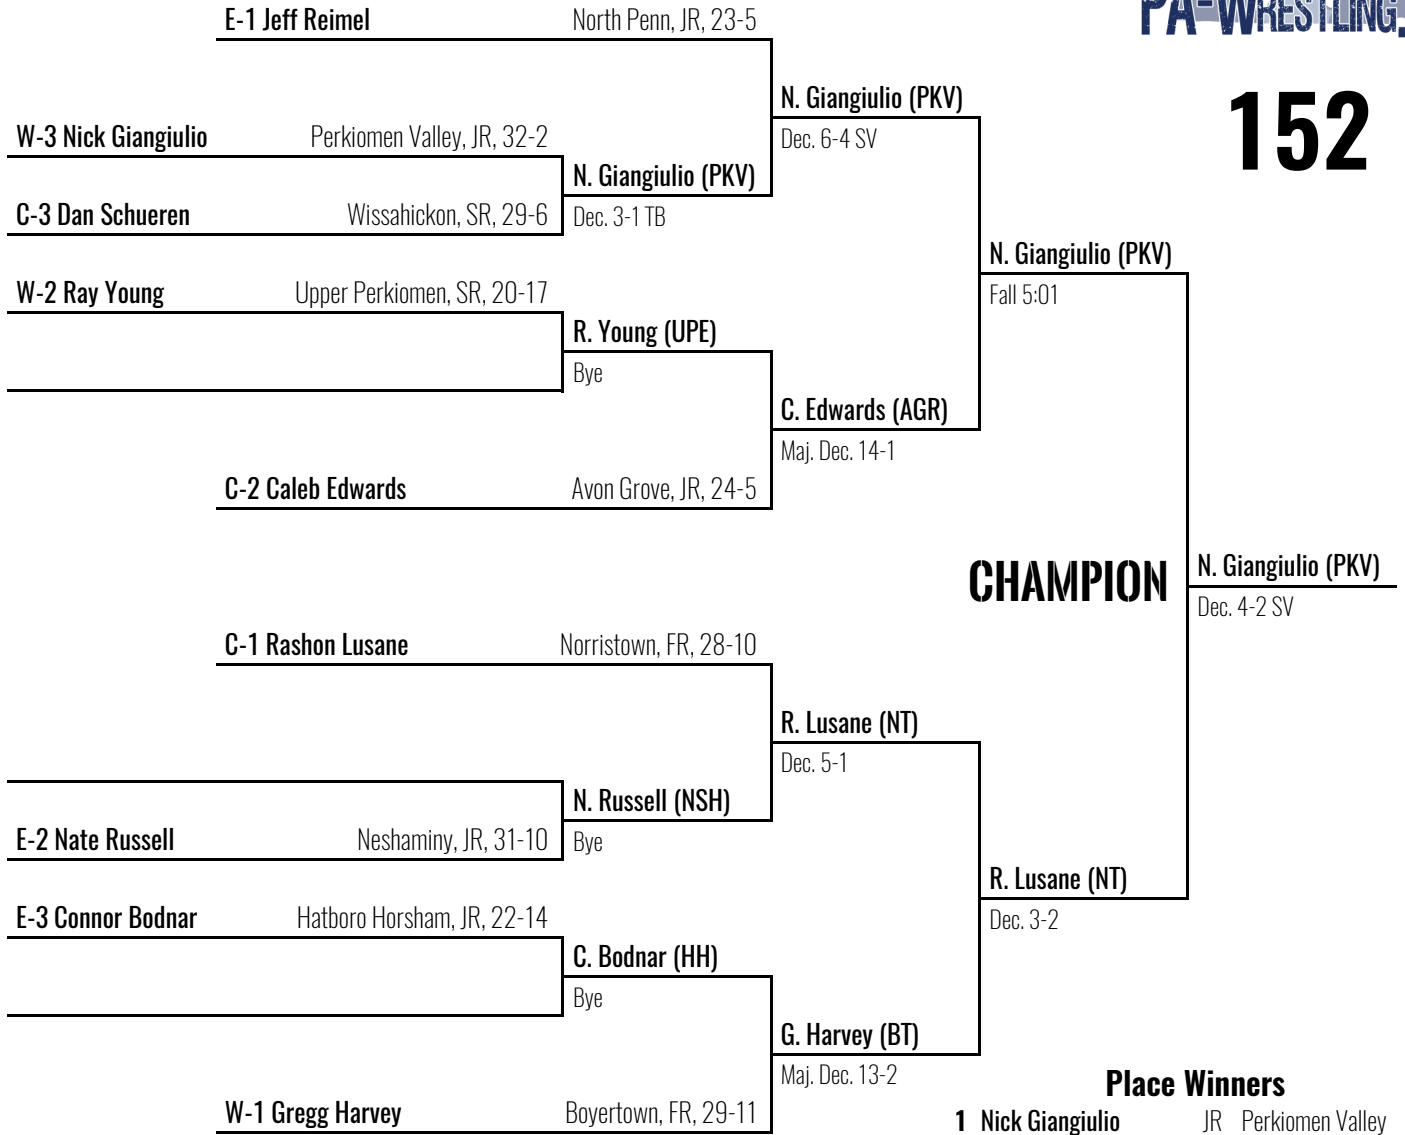 PA-WRESTLING.
152
E-1 Jeff Reimel North Penn, JR, 23-5
N. Giangiulio (PKV)
Dec. 6-4 SV
W-3 Nick Giangiulio Perkiomen Valley, JR, 32-2
N. Giangiulio (PKV)
Dec. 3-1 TB
C-3 Dan Schueren Wissahickon, SR, 29-6
N. Giangiulio (PKV)
Fall 5:01
W-2 Ray Young Upper Perkiomen, SR, 20-17
R. Young (UPE)
Bye
C. Edwards (AGR)
Maj. Dec. 14-1
C-2 Caleb Edwards Avon Grove, JR, 24-5
CHAMPION
N. Giangiulio (PKV)
Dec. 4-2 SV
C-1 Rashon Lusane Norristown, FR, 28-10
R. Lusane (NT)
Dec. 5-1
N. Russell (NSH)
Bye
E-2 Nate Russell Neshaminy, JR, 31-10
R. Lusane (NT)
Dec. 3-2
E-3 Connor Bodnar Hatboro Horsham, JR, 22-14
C. Bodnar (HH)
Bye
G. Harvey (BT)
Maj. Dec. 13-2
W-1 Gregg Harvey Boyertown, FR, 29-11
Place Winners
1 Nick Giangiulio JR Perkiomen Valley